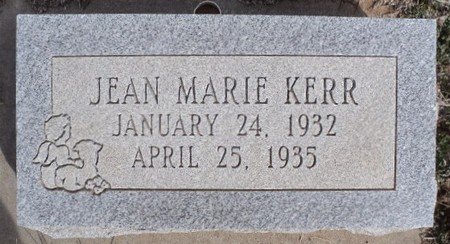 JEAN MARIE KERR
JANUARY 24, 1932
APRIL 25, 1935